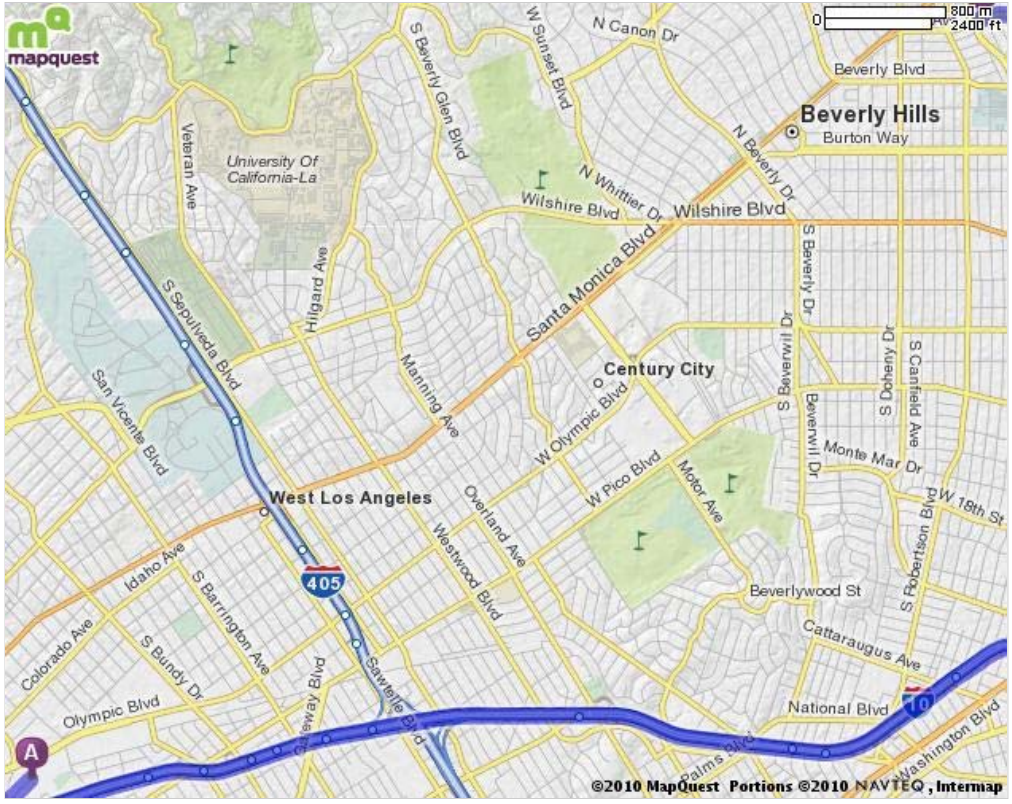 mapquest
0
800 m
2400 ft
N Canon Dr
W Sunset Blvd
S Beverly Glen Blvd
Beverly Blvd
Beverly Hills
Burton Way
Veteran Ave
University Of
California-La
N Beverly Dr
N Whittier Dr
Wilshire Blvd
Wilshire Blvd
Hilgard Ave
Santa Monica Blvd
S Beverly Dr
S Sepulveda Blvd
San Vicente Blvd
Manning Ave
Century City
S Beverwil Dr
S Doheny Dr
S Canfield Ave
W Olympic Blvd
Beverwil Dr
Monte Mar Dr
W Pico Blvd
Motor Ave
W 18th St
West Los Angeles
Overland Ave
Westwood Blvd
S Robertson Blvd
Idaho Ave
405
S Barrington Ave
Beverlywood St
Colorado Ave
S Bundy Dr
Cattaraugus Ave
Sawtelle Blvd
Olympic Blvd
National Blvd
10
Palms Blvd
Washington Blvd
A
©2010 MapQuest Portions ©2010 NAVTEQ, Intermap